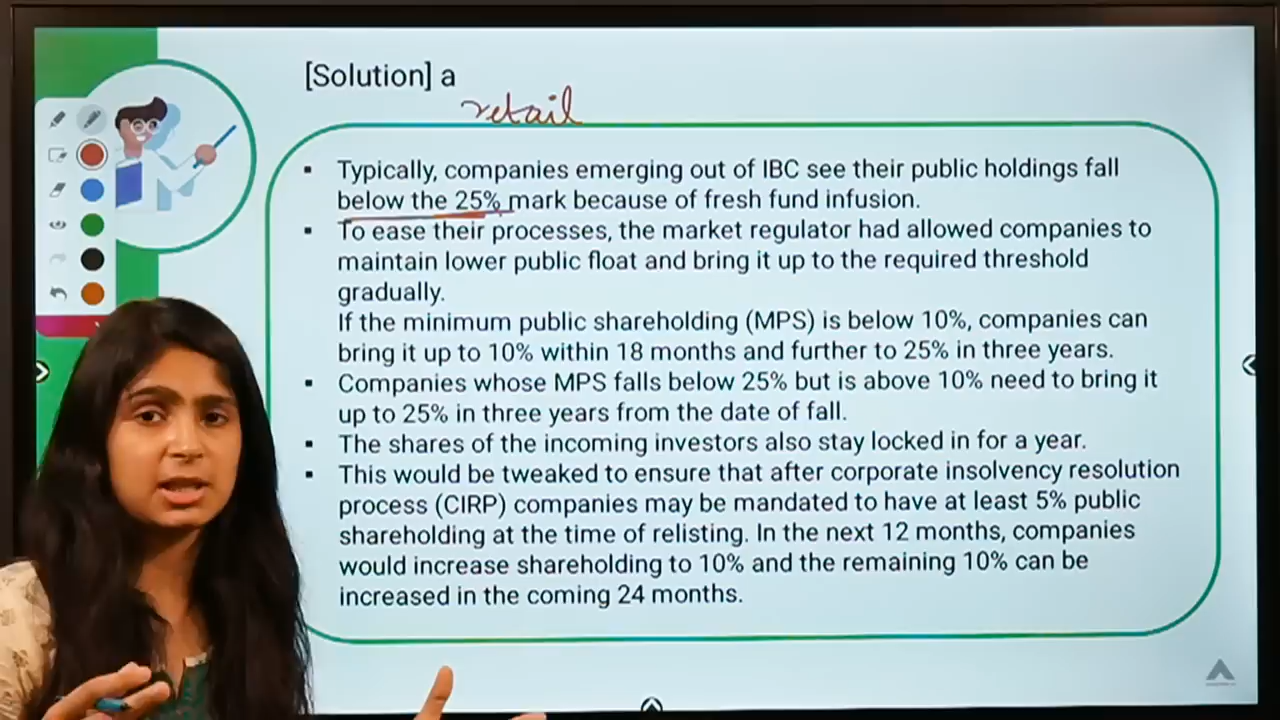 [Solution] a
retail
▪ Typically, companies emerging out of IBC see their public holdings fall
below the 25% mark because of fresh fund infusion.
▪ To ease their processes, the market regulator had allowed companies to
maintain lower public float and bring it up to the required threshold
gradually.
If the minimum public shareholding (MPS) is below 10%, companies can
bring it up to 10% within 18 months and further to 25% in three years.
▪ Companies whose MPS falls below 25% but is above 10% need to bring it
up to 25% in three years from the date of fall.
▪ The shares of the incoming investors also stay locked in for a year.
▪ This would be tweaked to ensure that after corporate insolvency resolution
process (CIRP) companies may be mandated to have at least 5% public
shareholding at the time of relisting. In the next 12 months, companies
would increase shareholding to 10% and the remaining 10% can be
increased in the coming 24 months.